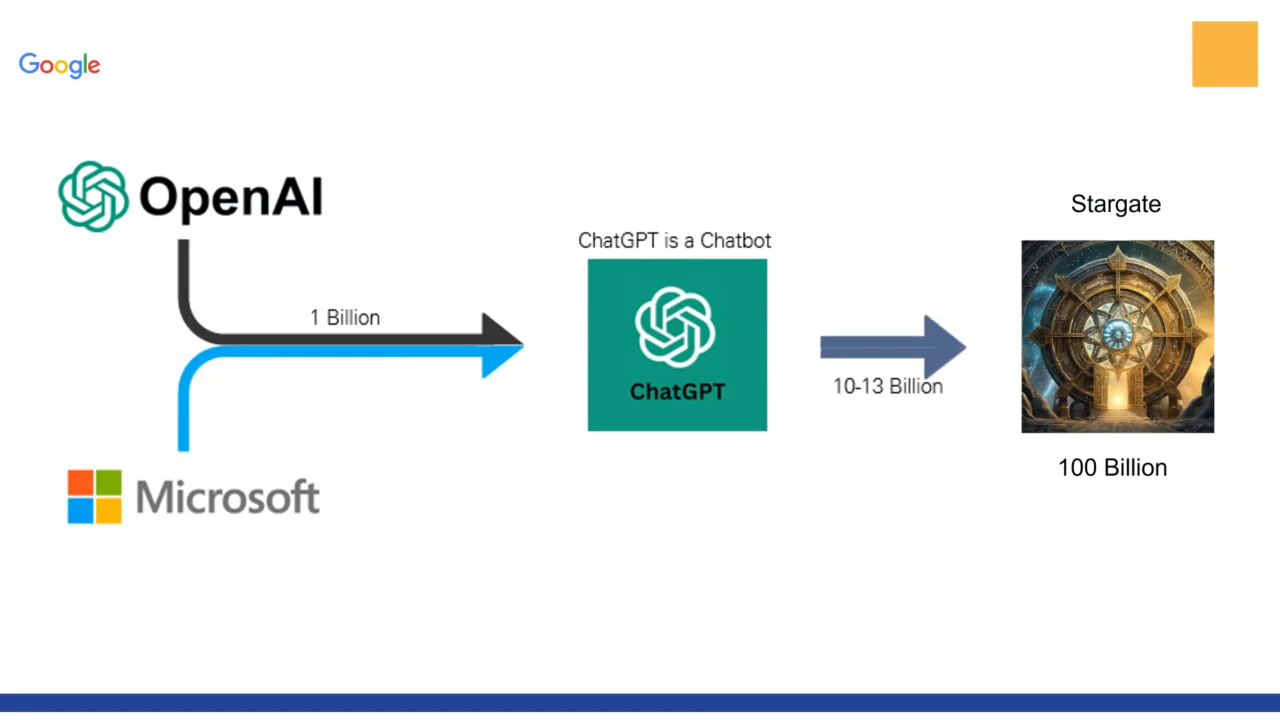 Google
OpenAI
1 Billion
Microsoft
ChatGPT is a Chatbot
ChatGPT
10-13 Billion
Stargate
100 Billion